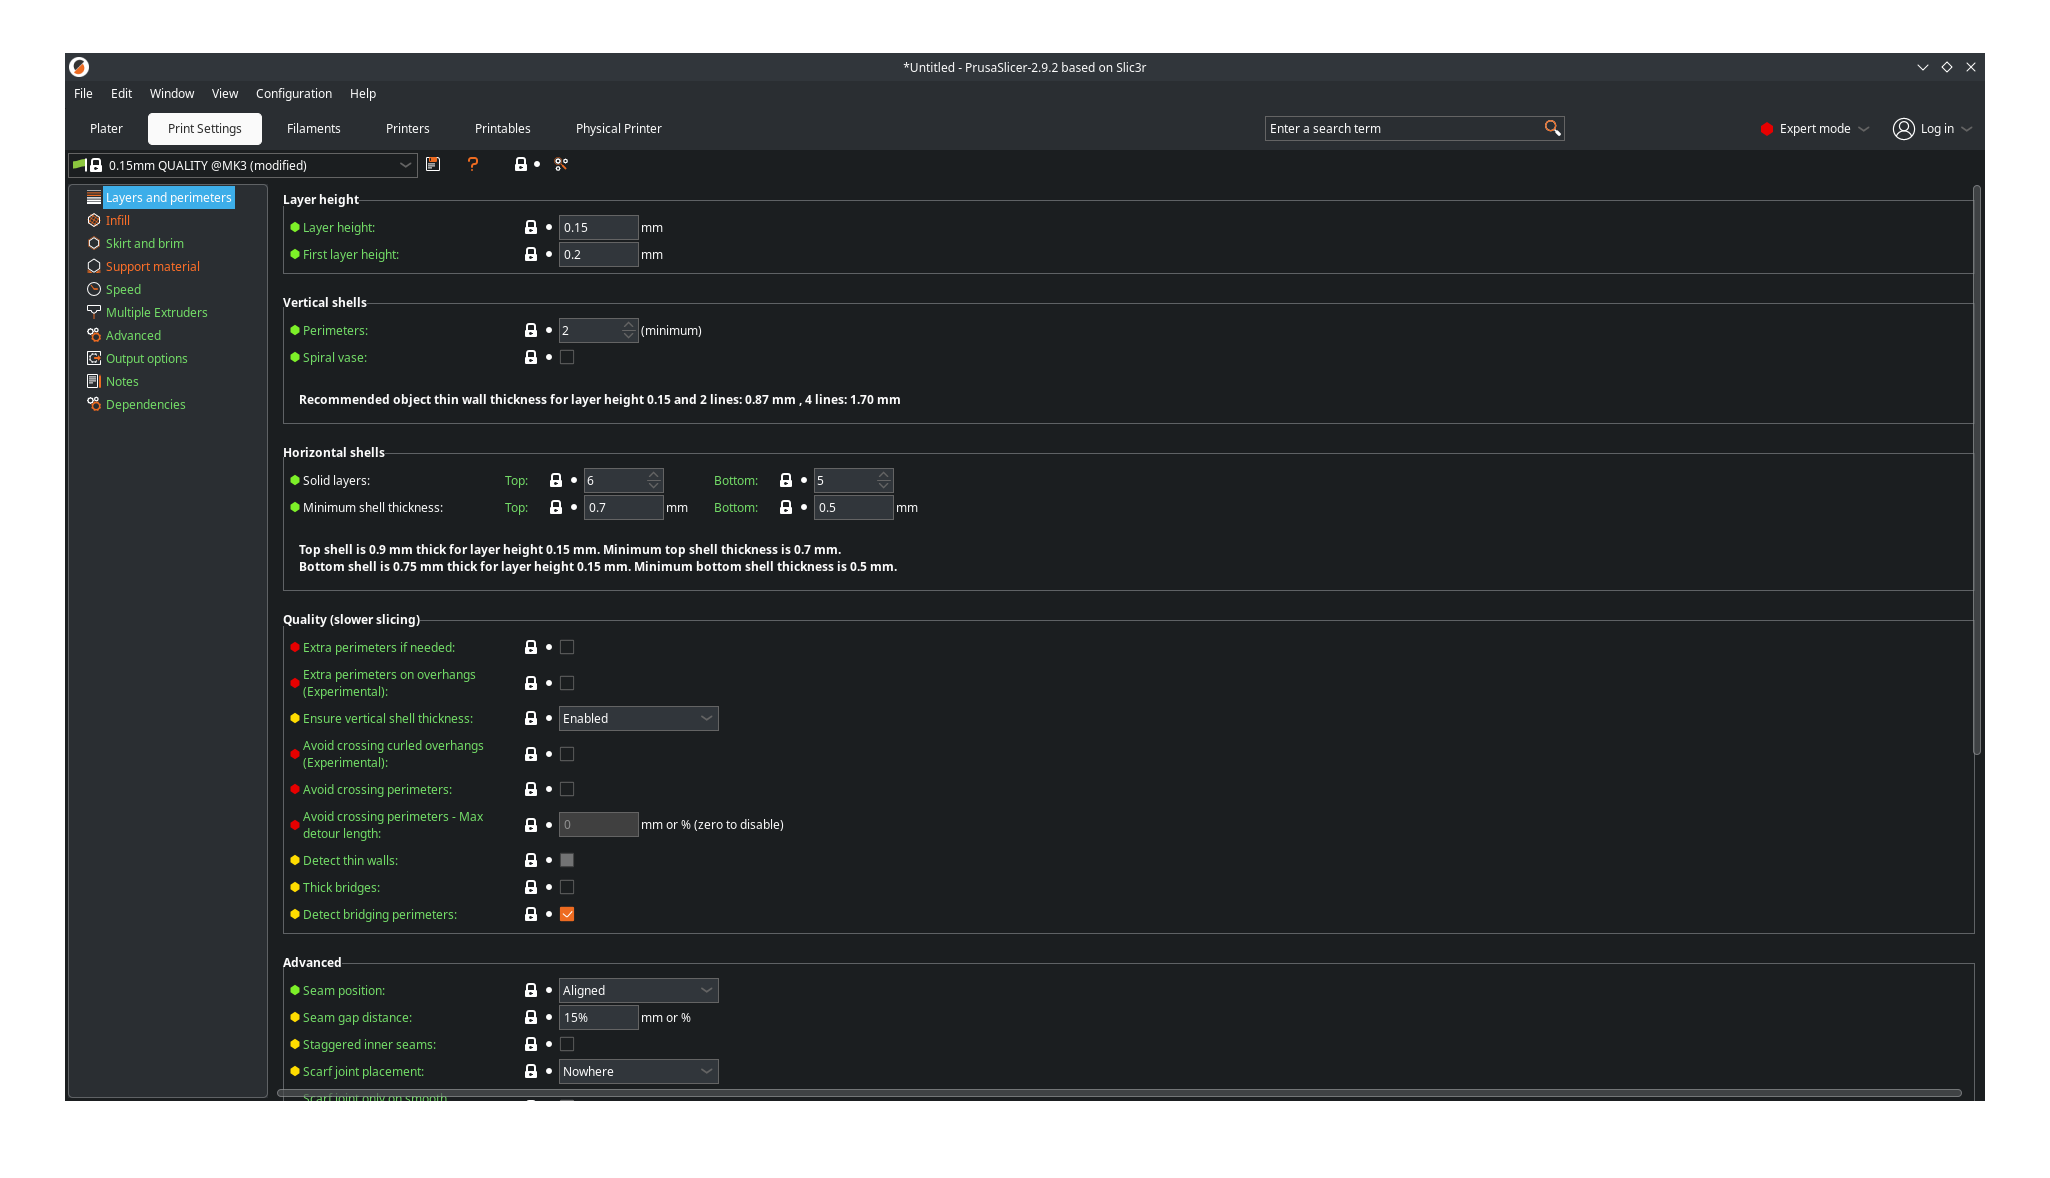 *Untitled - PrusaSlicer-2.9.2 based on Slic3r
File Edit Window View Configuration Help
Plater Print Settings Filaments Printers Printables Physical Printer Enter a search term Expert mode Log in
0.15mm QUALITY @MK3 (modified) ?
Layers and perimeters
Infill
Skirt and brim
Support material
Speed
Multiple Extruders
Advanced
Output options
Notes
Dependencies
Layer height
Layer height: 0.15 mm
First layer height: 0.2 mm
Vertical shells
Perimeters: 2 (minimum)
Spiral vase:
Recommended object thin wall thickness for layer height 0.15 and 2 lines: 0.87 mm , 4 lines: 1.70 mm
Horizontal shells
Solid layers: Top: 6 Bottom: 5
Minimum shell thickness: Top: 0.7 mm Bottom: 0.5 mm
Top shell is 0.9 mm thick for layer height 0.15 mm. Minimum top shell thickness is 0.7 mm.
Bottom shell is 0.75 mm thick for layer height 0.15 mm. Minimum bottom shell thickness is 0.5 mm.
Quality (slower slicing)
Extra perimeters if needed:
Extra perimeters on overhangs
(Experimental):
Ensure vertical shell thickness: Enabled
Avoid crossing curled overhangs
(Experimental):
Avoid crossing perimeters:
Avoid crossing perimeters - Max
detour length: 0 mm or % (zero to disable)
Detect thin walls:
Thick bridges:
Detect bridging perimeters:
Advanced
Seam position: Aligned
Seam gap distance: 15% mm or %
Staggered inner seams:
Scarf joint placement: Nowhere
Scarf joint only on smooth